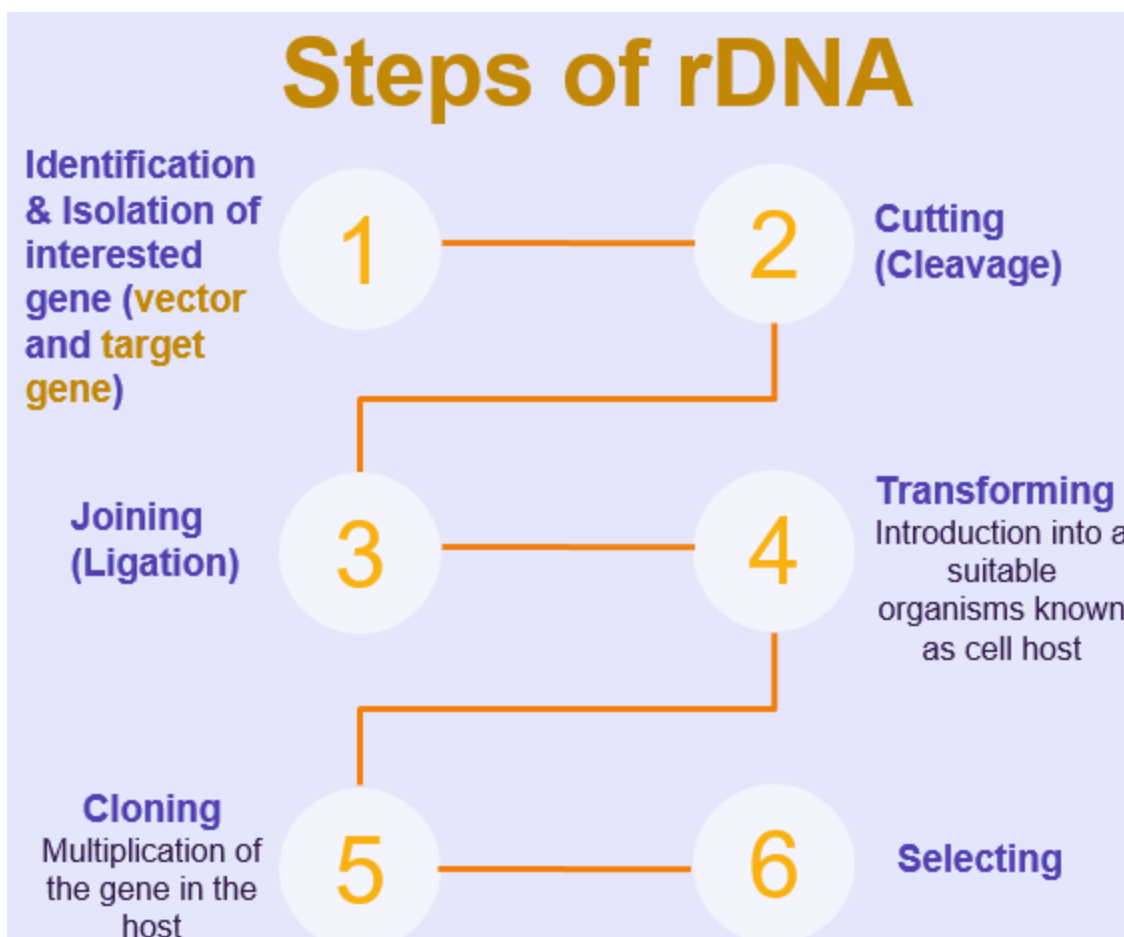 Steps of rDNA
Identification
& Isolation of
interested
gene (vector
and target
gene)
1
2
Cutting
(Cleavage)
Joining
(Ligation)
3
4
Transforming
Introduction into a
suitable
organisms known
as cell host
Cloning
Multiplication of
the gene in the
host
5
6
Selecting